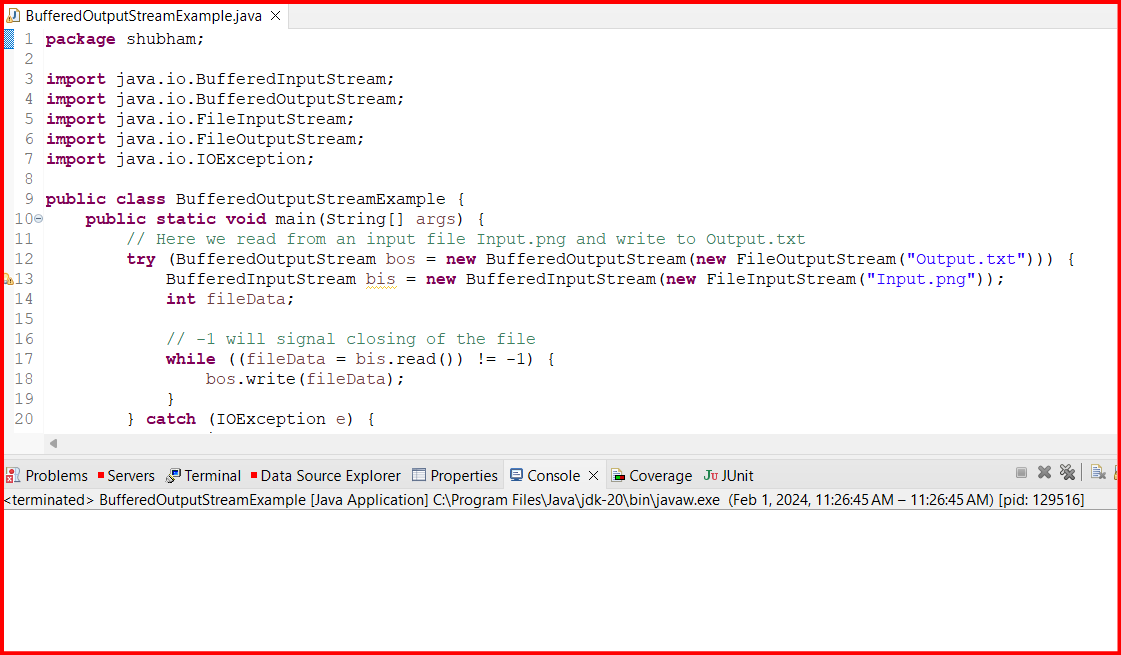 BufferedOutputStreamExample.java
1 package shubham;
2
3 import java.io.BufferedInputStream;
4 import java.io.BufferedOutputStream;
5 import java.io.FileInputStream;
6 import java.io.FileOutputStream;
7 import java.io.IOException;
8
9 public class BufferedOutputStreamExample {
10     public static void main(String[] args) {
11         // Here we read from an input file Input.png and write to Output.txt
12         try (BufferedOutputStream bos = new BufferedOutputStream(new FileOutputStream("Output.txt"))) {
13             BufferedInputStream bis = new BufferedInputStream(new FileInputStream("Input.png"));
14             int fileData;
15
16             // -1 will signal closing of the file
17             while ((fileData = bis.read()) != -1) {
18                 bos.write(fileData);
19             }
20         } catch (IOException e) {
Problems Servers Terminal Data Source Explorer Properties Console Coverage JUnit
<terminated> BufferedOutputStreamExample [Java Application] C:\Program Files\Java\jdk-20\bin\javaw.exe (Feb 1, 2024, 11:26:45 AM – 11:26:45 AM) [pid: 129516]